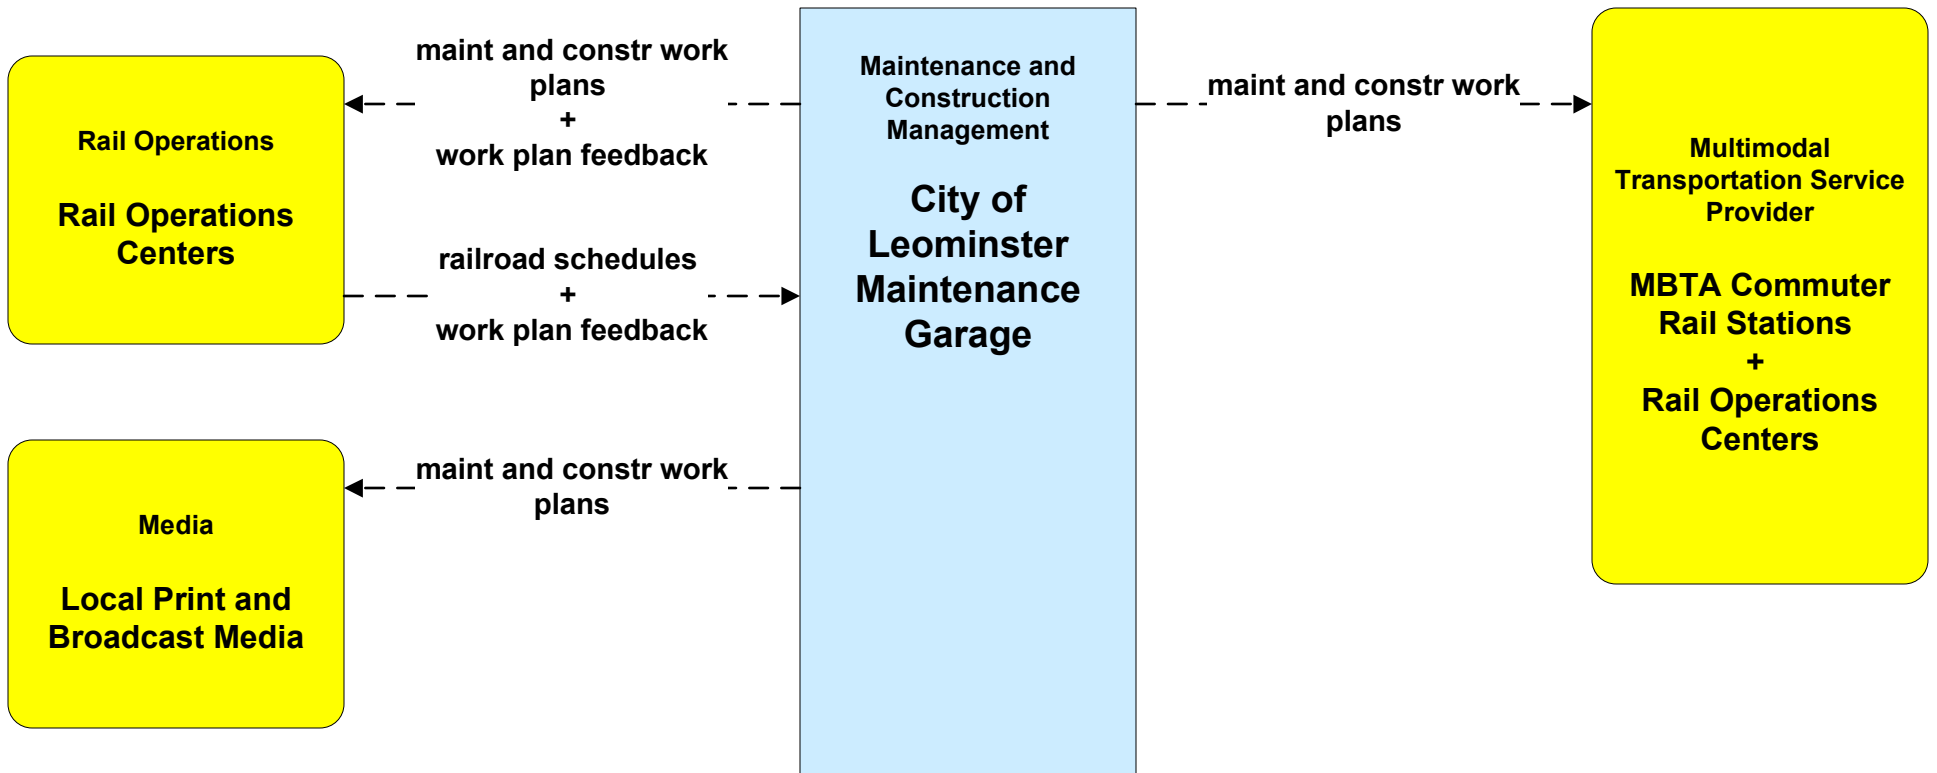 Rail Operations
Rail Operations
Centers
maint and constr work
plans
+
work plan feedback
railroad schedules
+
work plan feedback
Media
Local Print and
Broadcast Media
maint and constr work
plans
Maintenance and
Construction
Management
City of
Leominster
Maintenance
Garage
maint and constr work
plans
Multimodal
Transportation Service
Provider
MBTA Commuter
Rail Stations
+
Rail Operations
Centers